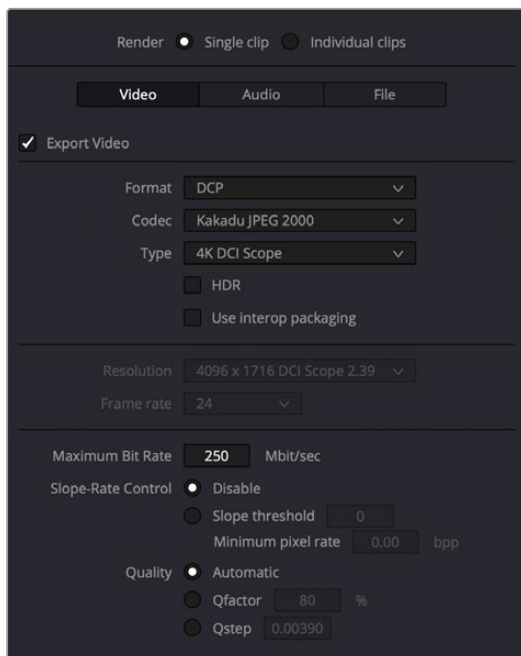 Render Single clip Individual clips
Video Audio File
Export Video
Format DCP
Codec Kakadu JPEG 2000
Type 4K DCI Scope
HDR
Use interop packaging
Resolution 4096 x 1716 DCI Scope 2.39
Frame rate 24
Maximum Bit Rate 250 Mbit/sec
Slope-Rate Control Disable
Slope threshold 0
Minimum pixel rate 0.00 bpp
Quality Automatic
Qfactor 80 %
Qstep 0.00390